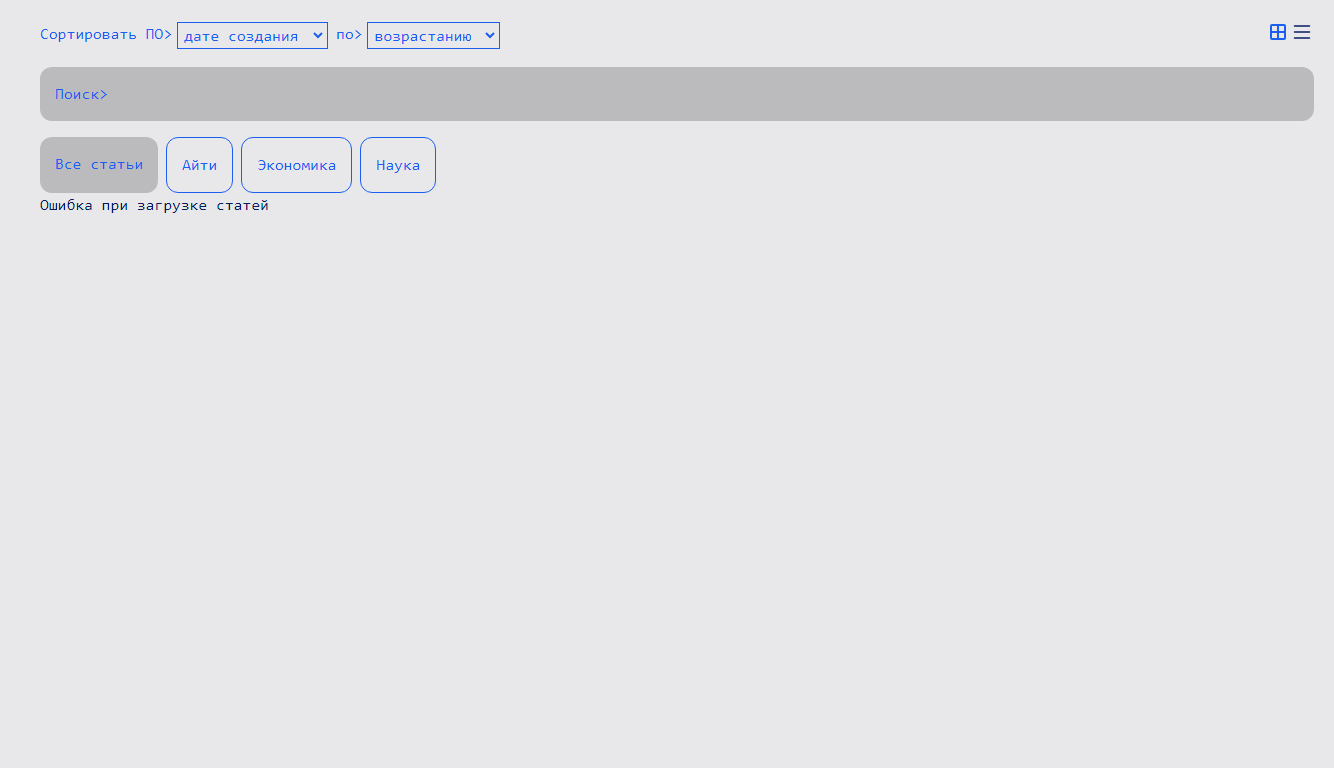 Сортировать ПО> дате создания по> возрастанию
Поиск>
Все статьи Айти Экономика Наука
Ошибка при загрузке статей